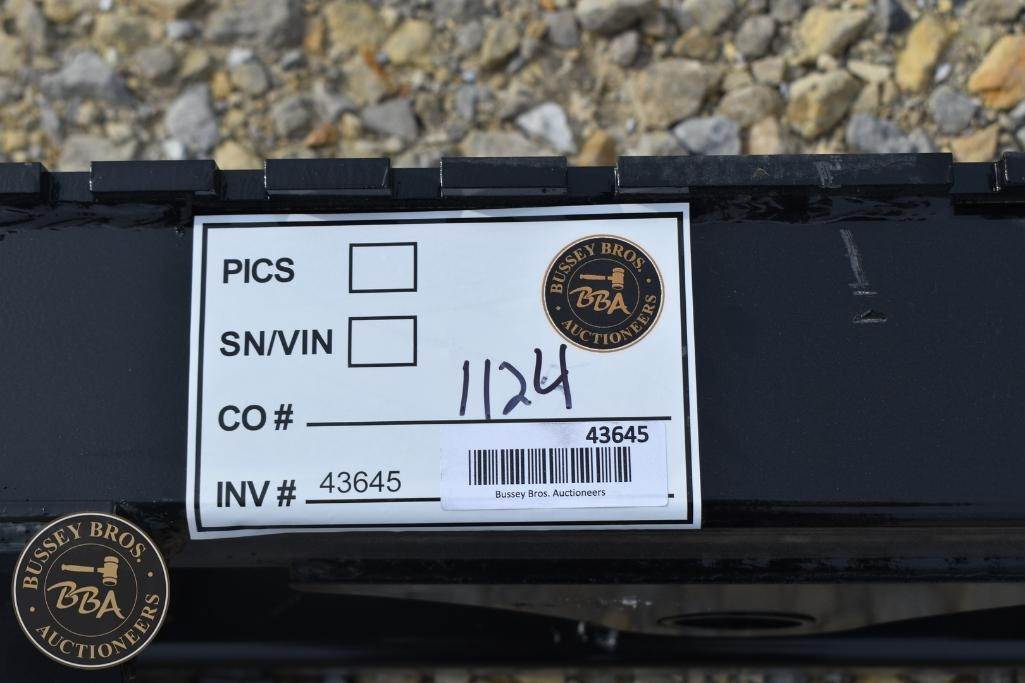 PICS
BUSSEY BROS.
BBA
AUCTIONEERS
SN/VIN
1124
CO #
43645
INV # 43645
Bussey Bros. Auctioneers
BUSSEY BROS.
BBA
AUCTIONEERS